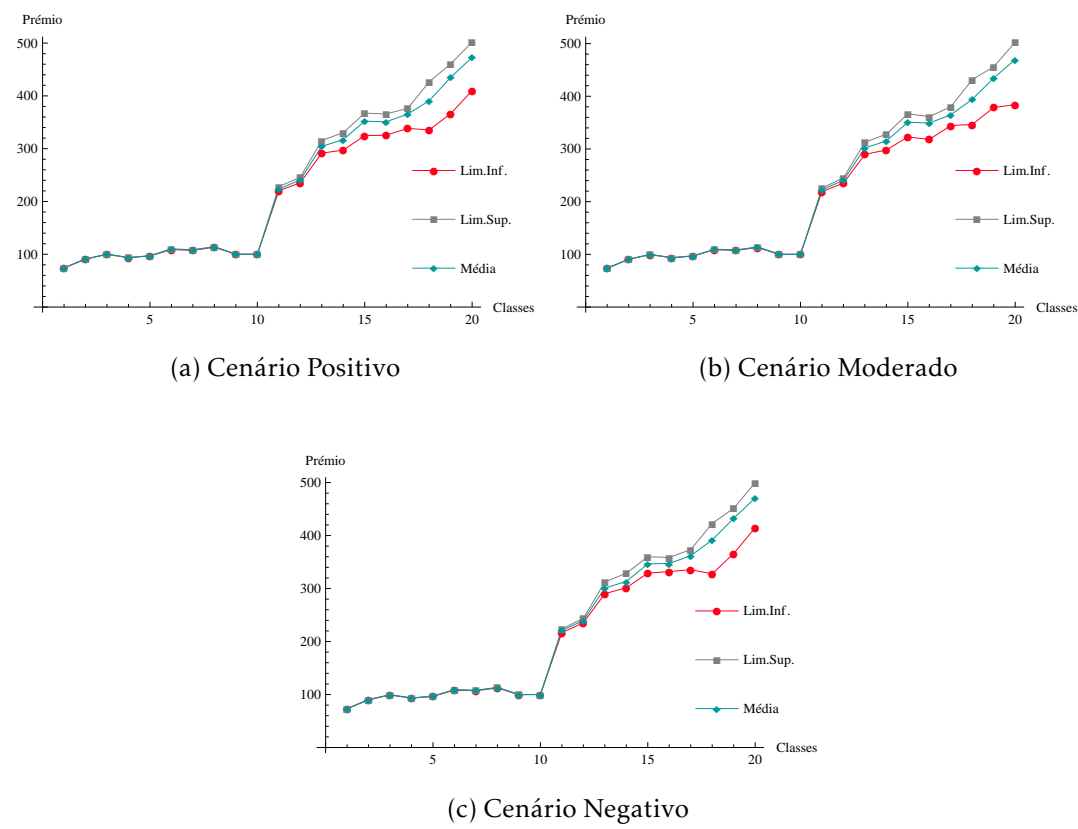 Prémio
500
400
300
200
100
Lim.Inf.
Lim.Sup.
Média
5
10
15
20
Classes
(a) Cenário Positivo
Prémio
500
400
300
200
100
Lim.Inf.
Lim.Sup.
Média
5
10
15
20
Classes
(b) Cenário Moderado
Prémio
500
400
300
200
100
Lim.Inf.
Lim.Sup.
Média
5
10
15
20
Classes
(c) Cenário Negativo